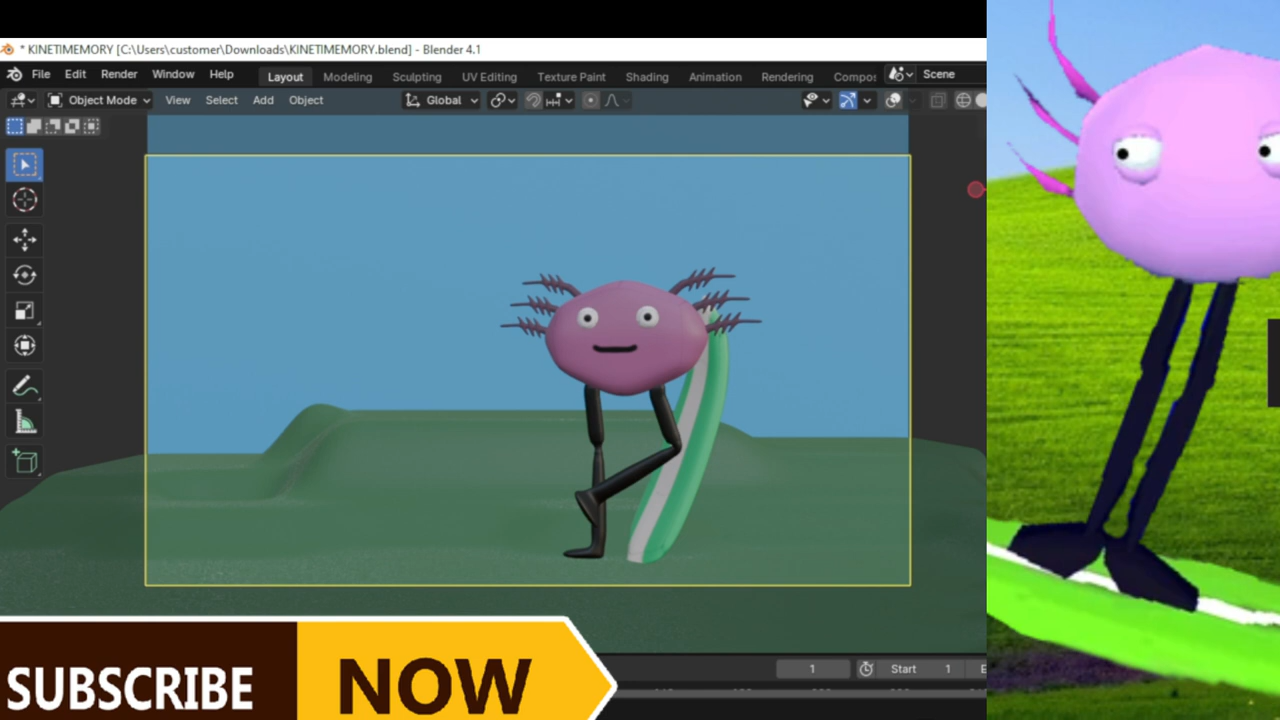 * KINETIMEMORY [C:\Users\customer\Downloads\KINETIMEMORY.blend] - Blender 4.1
File Edit Render Window Help Layout Modeling Sculpting UV Editing Texture Paint Shading Animation Rendering Compos Scene
Object Mode View Select Add Object Global
1 Start 1
SUBSCRIBE NOW